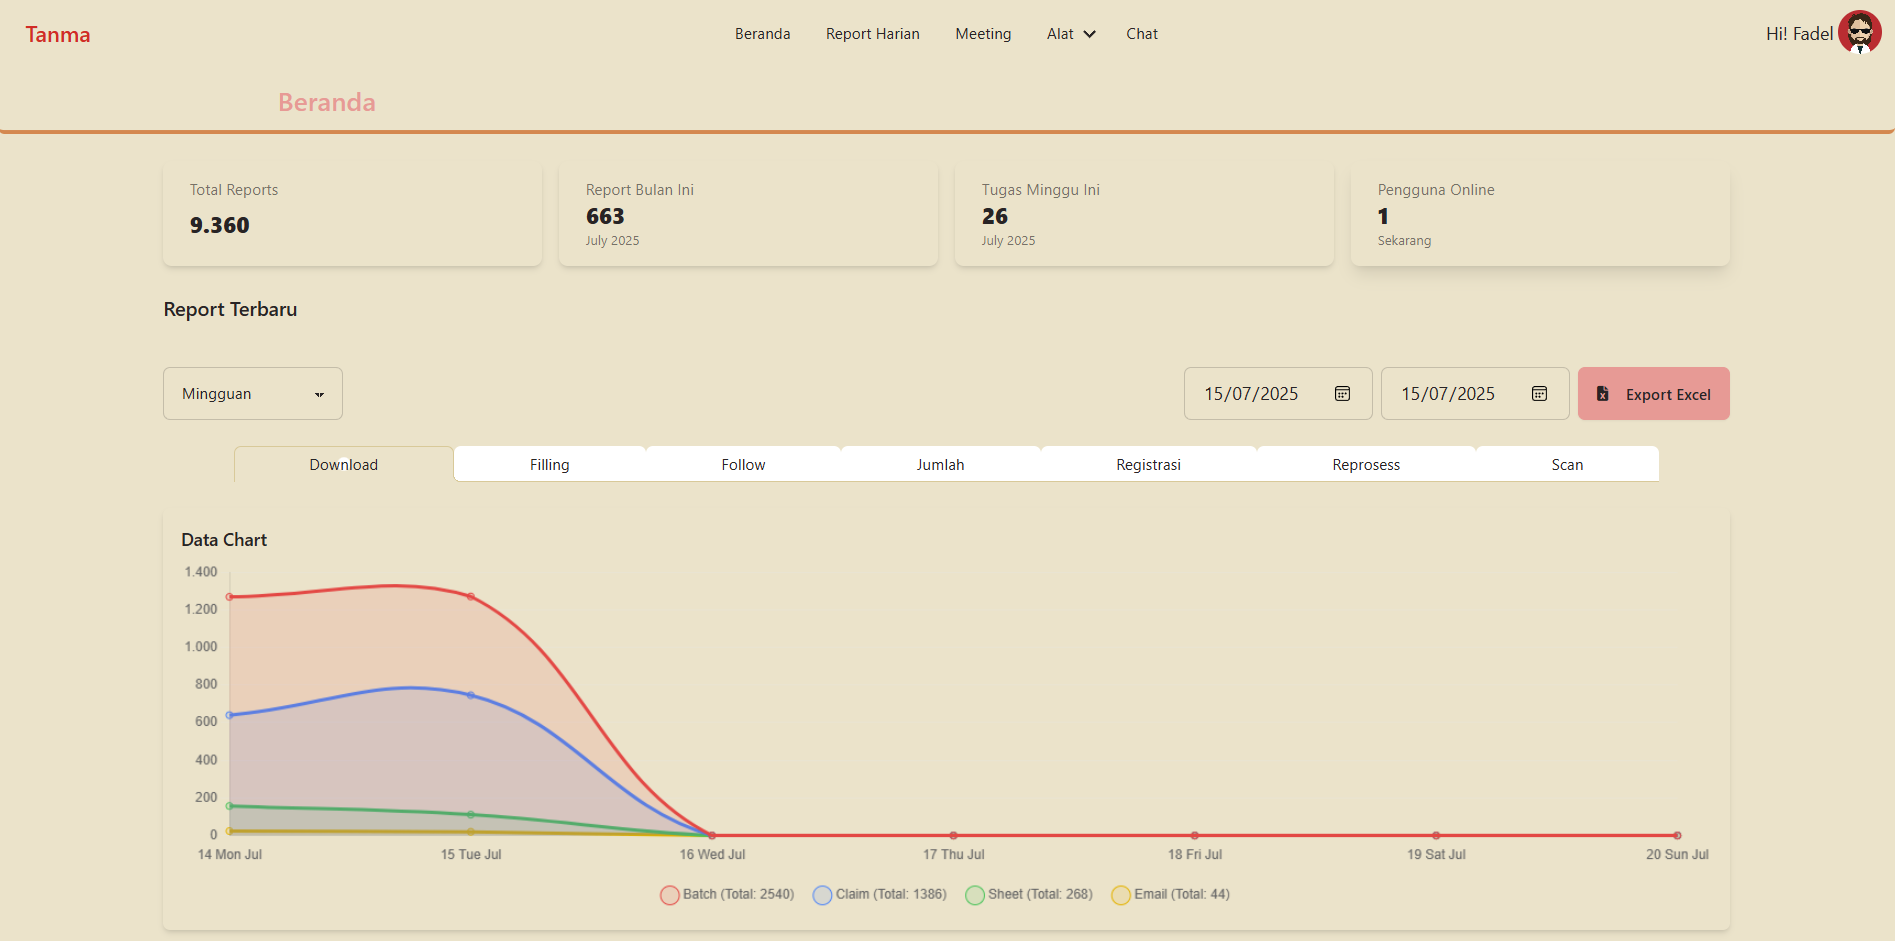 Tanma
Beranda
Report Harian
Meeting
Alat
Chat
Hi! Fadel
Beranda
Total Reports
9.360
Report Bulan Ini
663
July 2025
Tugas Minggu Ini
26
July 2025
Pengguna Online
1
Sekarang
Report Terbaru
Mingguan
15/07/2025
15/07/2025
Export Excel
Download
Filling
Follow
Jumlah
Registrasi
Reprosess
Scan
Data Chart
1.400
1.200
1.000
800
600
400
200
0
14 Mon Jul
15 Tue Jul
16 Wed Jul
17 Thu Jul
18 Fri Jul
19 Sat Jul
20 Sun Jul
Batch (Total: 2540)
Claim (Total: 1386)
Sheet (Total: 268)
Email (Total: 44)